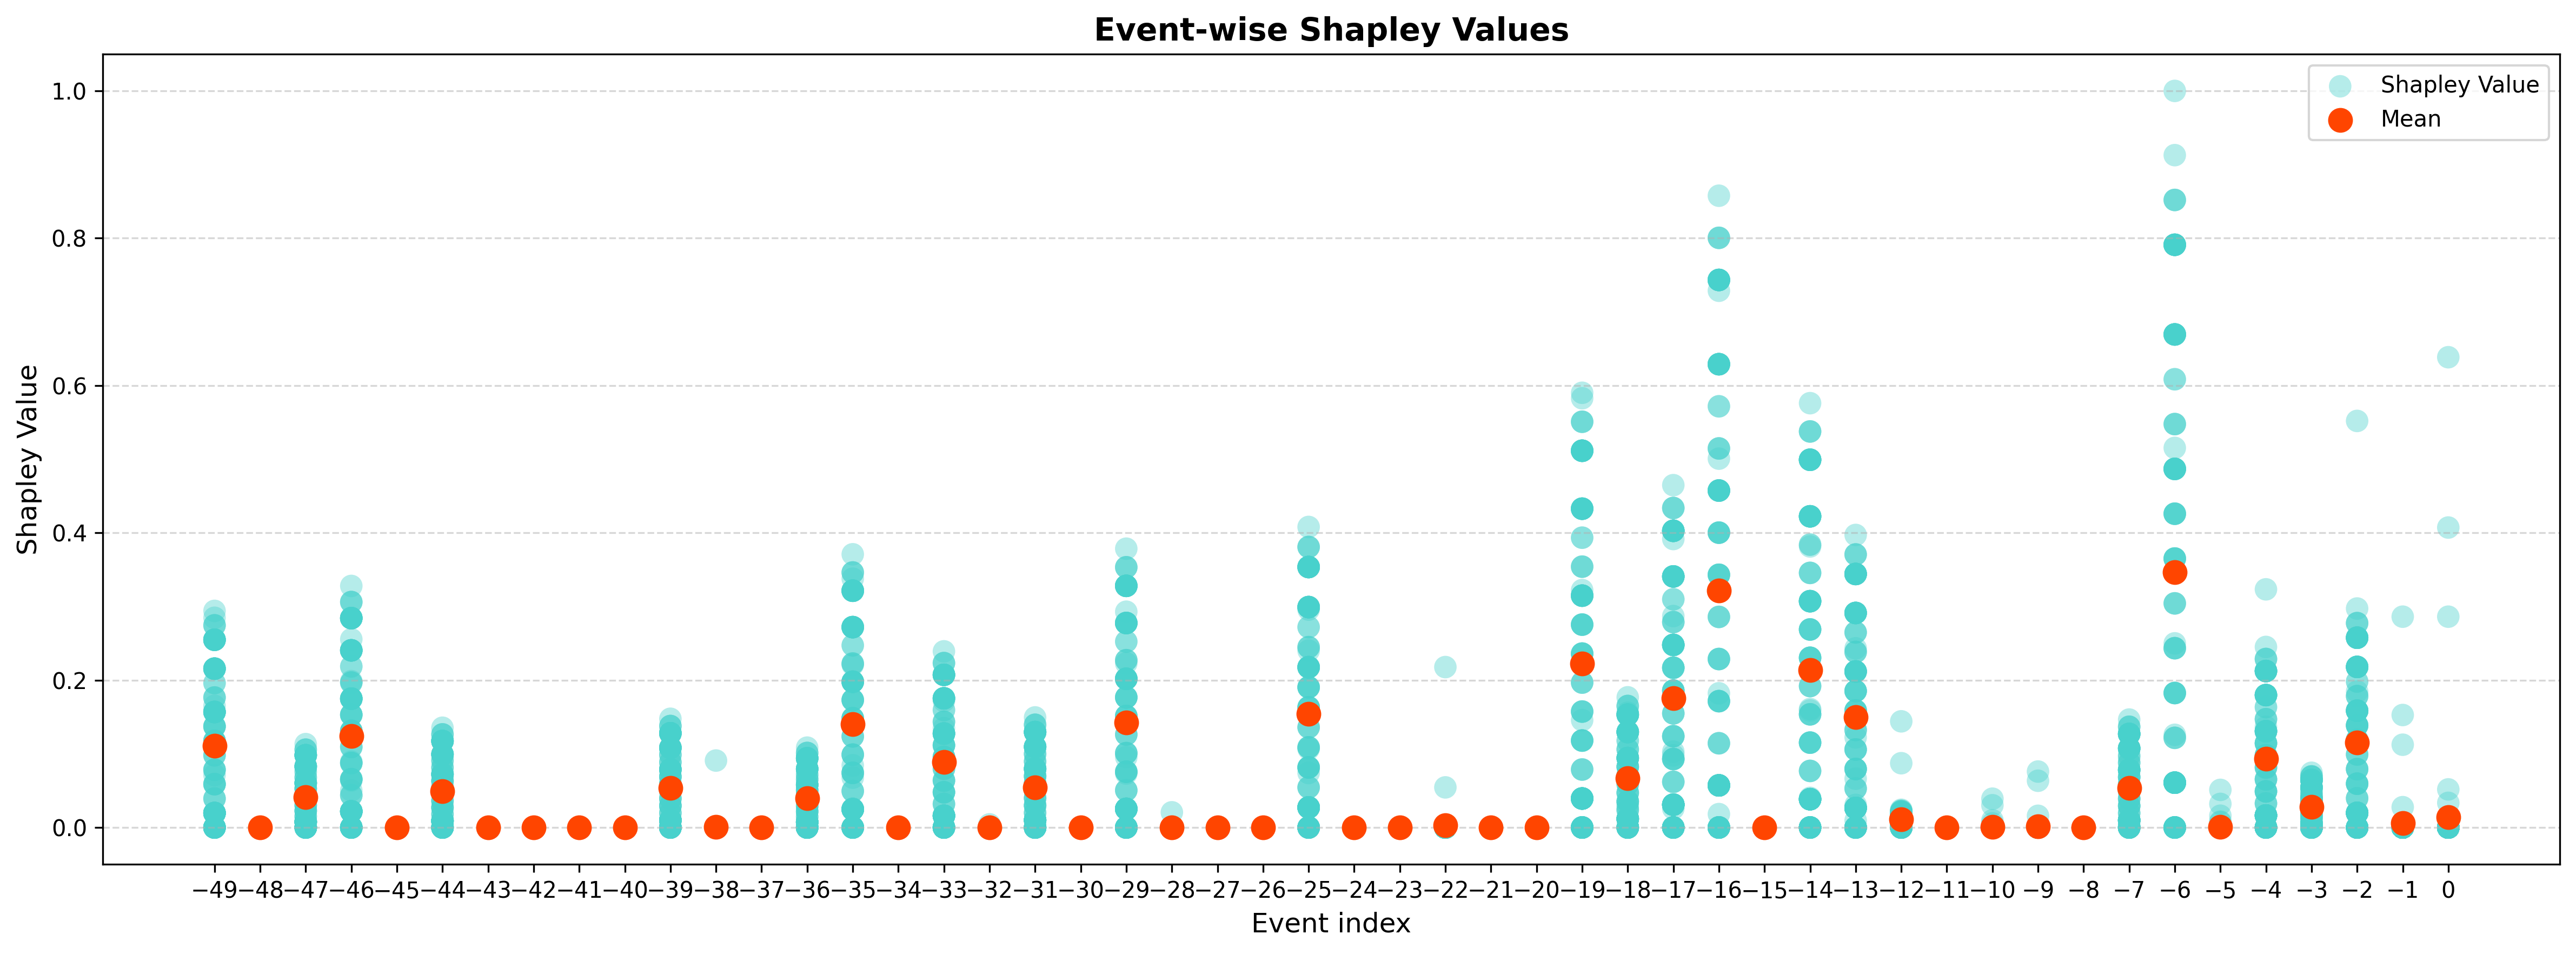 Event-wise Shapley Values
Shapley Value
Mean
1.0
0.8
0.6
0.4
0.2
0.0
Shapley Value
−49 −48 −47 −46 −45 −44 −43 −42 −41 −40 −39 −38 −37 −36 −35 −34 −33 −32 −31 −30 −29 −28 −27 −26 −25 −24 −23 −22 −21 −20 −19 −18 −17 −16 −15 −14 −13 −12 −11 −10 −9 −8 −7 −6 −5 −4 −3 −2 −1 0
Event index